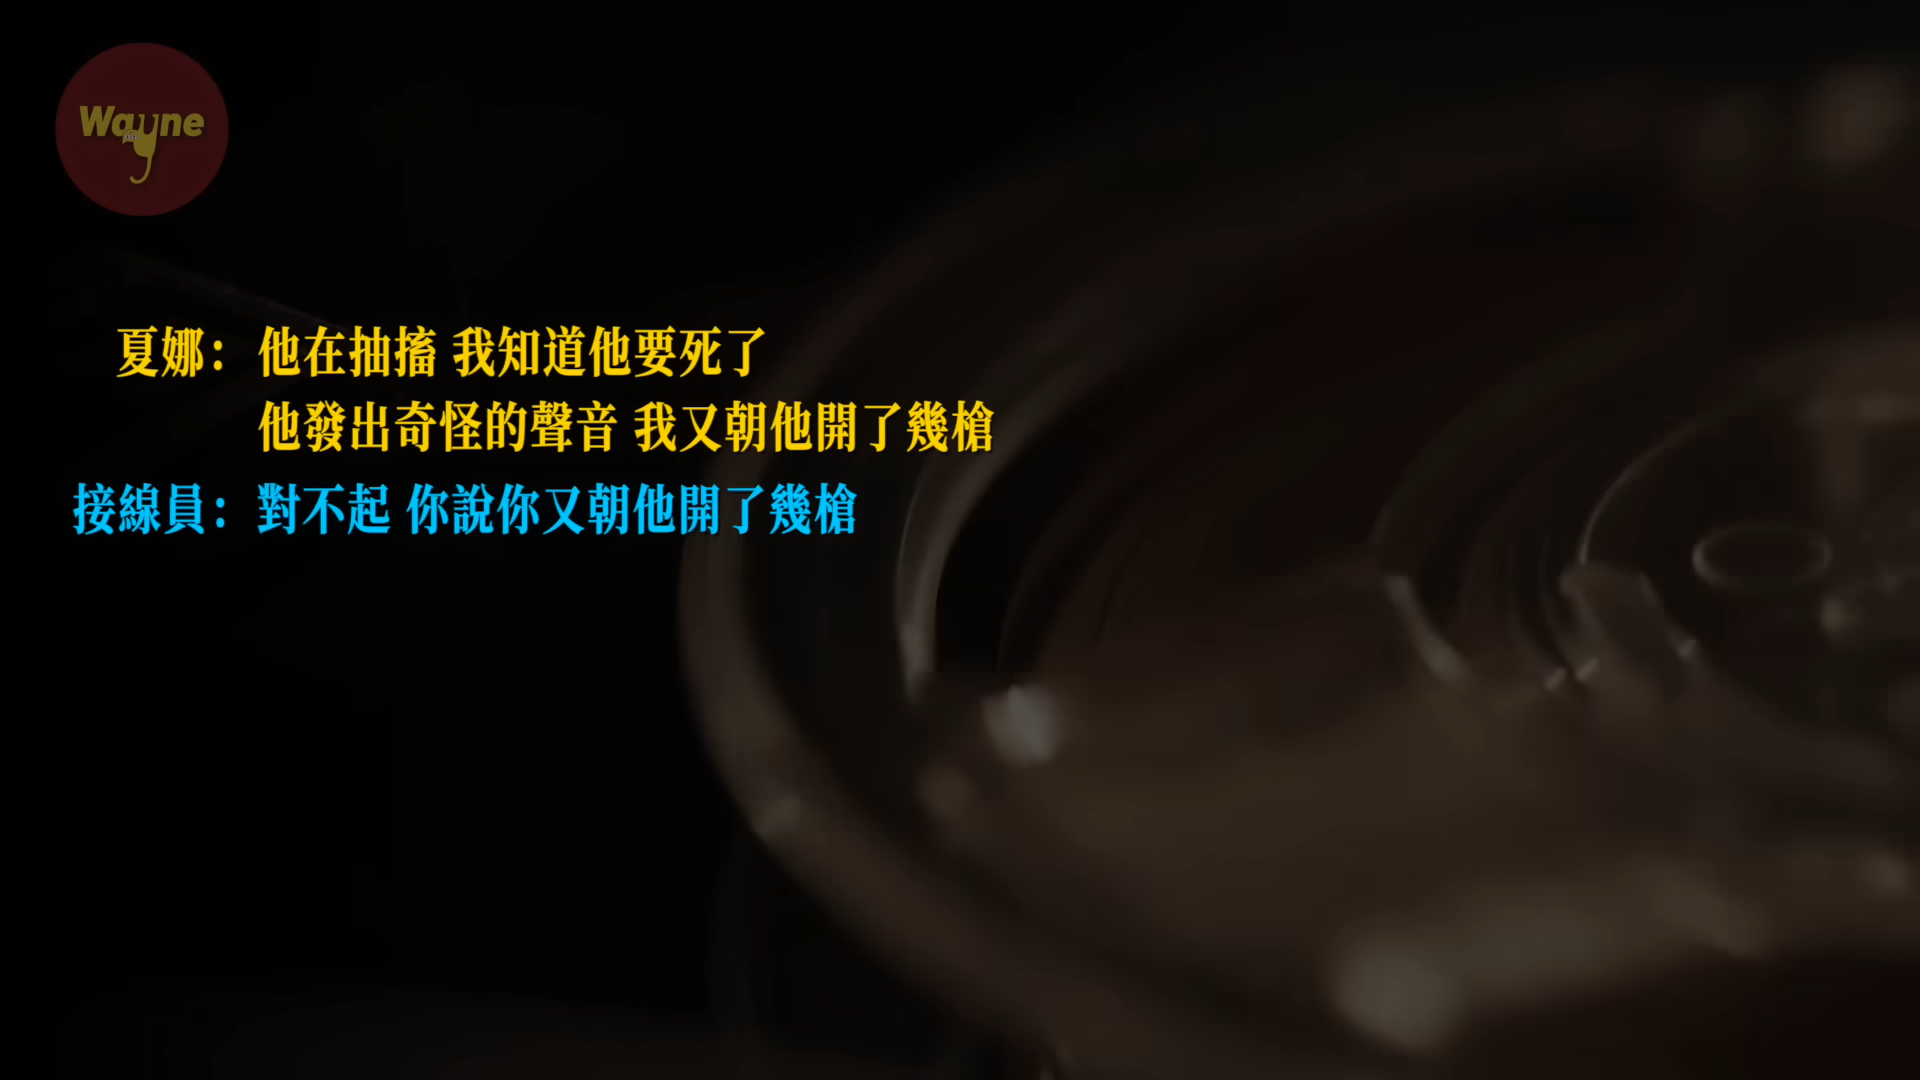 Wayne
夏娜：他在抽搐 我知道他要死了
他發出奇怪的聲音 我又朝他開了幾槍
接線員：對不起 你說你又朝他開了幾槍